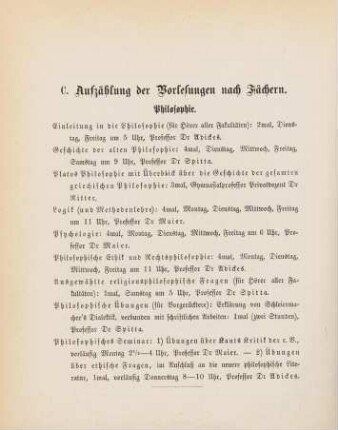 C. Aufzählung der Vorlesungen nach Fächern.
Philosophie.
Einleitung in die Philosophie (für Hörer aller Fakultäten): 2mal, Diens-
tag, Freitag um 5 Uhr, Professor Dr Adickes.
Geschichte der alten Philosophie: 4mal, Dienstag, Mittwoch, Freitag,
Samstag um 9 Uhr, Professor Dr Spitta.
Platos Philosophie mit Überblick über die Geschichte der gesamten
griechischen Philosophie: 3mal, Gymnasialprofessor Privatdozent Dr
Ritter.
Logik (und Methodenlehre): 4mal, Montag, Dienstag, Mittwoch, Freitag
um 11 Uhr, Professor Dr Maier.
Psychologie: 4mal, Montag, Dienstag, Mittwoch, Freitag um 6 Uhr, Profes-
sor Dr Maier.
Philosophische Ethik und Rechtsphilosophie: 4mal, Montag, Dienstag,
Mittwoch, Freitag um 11 Uhr, Professor Dr Adickes.
Ausgewählte religionsphilosophische Fragen (für Hörer aller Fa-
kultäten): 1mal, Samstag um 5 Uhr, Professor Dr Spitta.
Philosophische Übungen (für Vorgerücktere): Erklärung von Schleierma-
cher's Dialektik, verbunden mit schriftlichen Arbeiten: 1mal (zwei Stunden),
Professor Dr Spitta.
Philosophisches Seminar: 1) Übungen über Kants Kritik der r. V.,
vorläufig Montag 2¼—4 Uhr, Professor Dr Maier. — 2) Übungen
über ethische Fragen, im Anschluß an die neuere philosophische Lite-
ratur, 1mal, vorläufig Donnerstag 8—10 Uhr, Professor Dr Adickes.